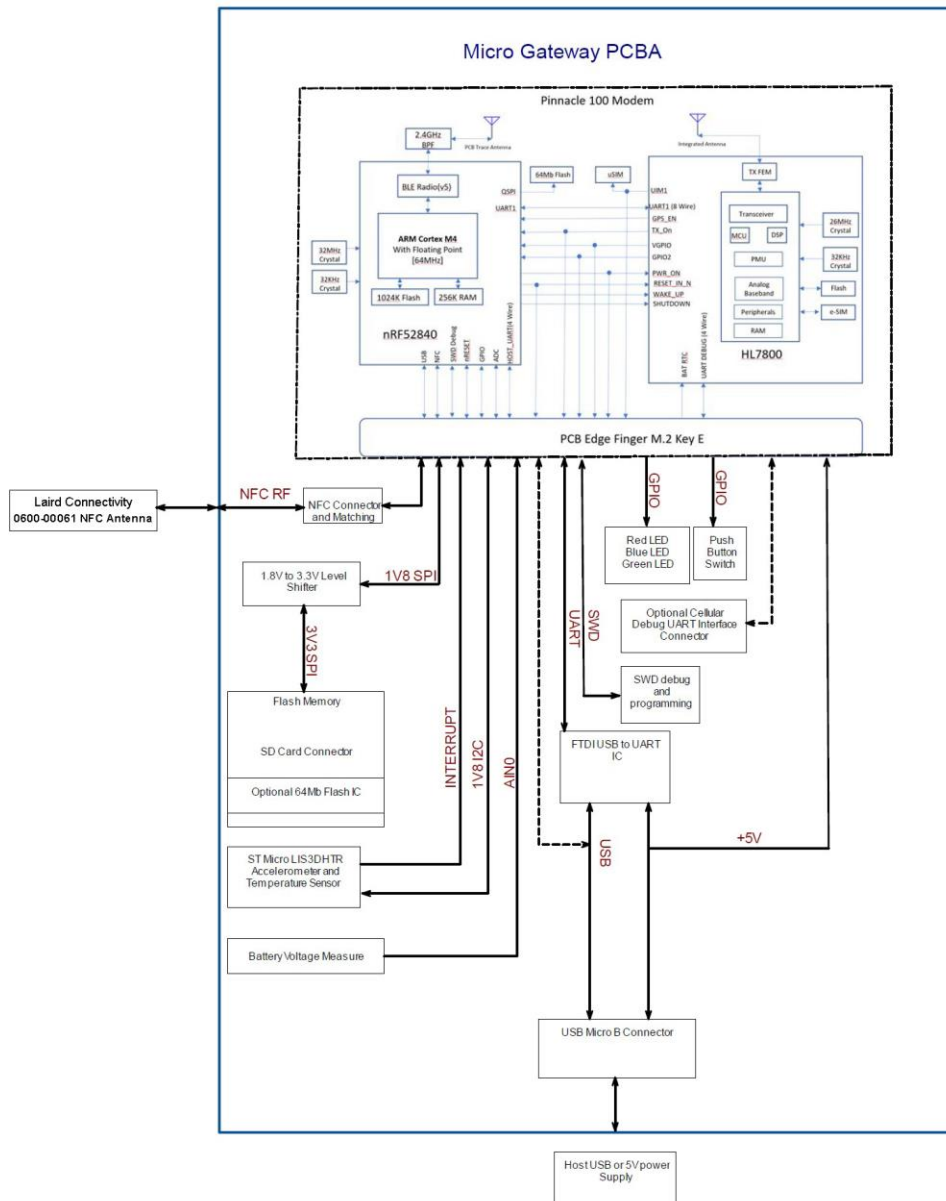 Micro Gateway PCBA
Pinnacle 100 Modem
2.4GHz
BPF
PCB Trace Antenna
Integrated Antenna
BLE Radio(v5)
QSPI
64Mb Flash
uSIM
UIM1
TX FEM
UART1
UART1 (8 Wire)
GPS_EN
TX_On
VGPIO
GPIO2
PWR_ON
RESET_IN_N
WAKE_UP
SHUTDOWN
ARM Cortex M4
With Floating Point
[64MHz]
32MHz
Crystal
32KHz
Crystal
1024K Flash
256K RAM
nRF52840
Transceiver
MCU
DSP
PMU
Analog
Baseband
Peripherals
RAM
26MHz
Crystal
32KHz
Crystal
Flash
e-SIM
HL7800
USB
NFC
SWD Debug
nRESET
GPIO
ADC
HOST_UART(4 Wire)
BAT RTC
UART DEBUG (4 WIRE)
PCB Edge Finger M.2 Key E
Laird Connectivity
0600-00061 NFC Antenna
NFC RF
NFC Connector
and Matching
GPIO
GPIO
Red LED
Blue LED
Green LED
Push
Button
Switch
1.8V to 3.3V Level
Shifter
1V8 SPI
3V3 SPI
Optional Cellular
Debug UART Interface
Connector
UART
SWD
SWD debug
and
programming
Flash Memory
SD Card Connector
Optional 64Mb Flash IC
INTERRUPT
1V8 I2C
AIN0
FTDI USB to UART
IC
+5V
USB
ST Micro LIS3DHTR
Accelerometer and
Temperature Sensor
Battery Voltage Measure
USB Micro B Connector
Host USB or 5V power
Supply